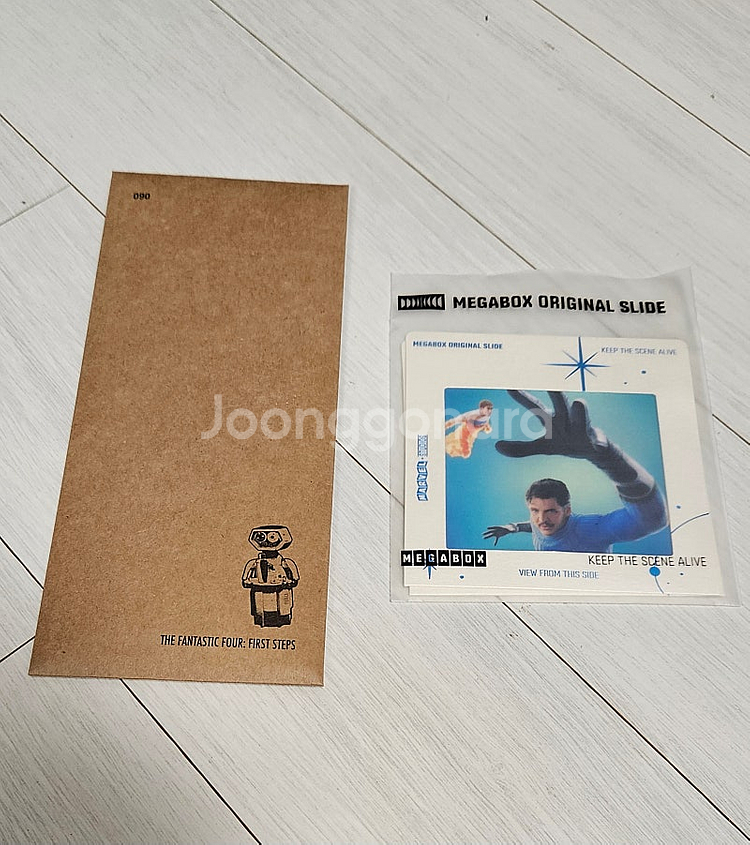 090
THE FANTASTIC FOUR: FIRST STEPS
Joonggonara
MEGABOX ORIGINAL SLIDE
MEGABOX ORIGINAL SLIDE
KEEP THE SCENE ALIVE
MARVEL
MEGABOX
KEEP THE SCENE ALIVE
VIEW FROM THIS SIDE